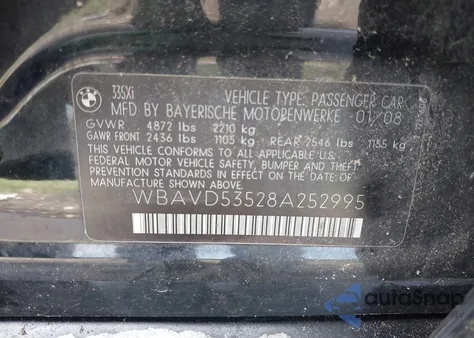 335Xi
VEHICLE TYPE: PASSENGER CAR
MFD BY BAYERISCHE MOTORENWERKE 01/08
GVWR 4872 lbs 2210 kg
GAWR FRONT 2436 lbs 1105 kg REAR 2546 lbs 1155 kg
THIS VEHICLE CONFORMS TO ALL APPLICABLE U.S.
FEDERAL MOTOR VEHICLE SAFETY, BUMPER, AND THEFT
PREVENTION STANDARDS IN EFFECT ON THE DATE OF
MANUFACTURE SHOWN ABOVE.
WBAVD53528A252995
autoSnap